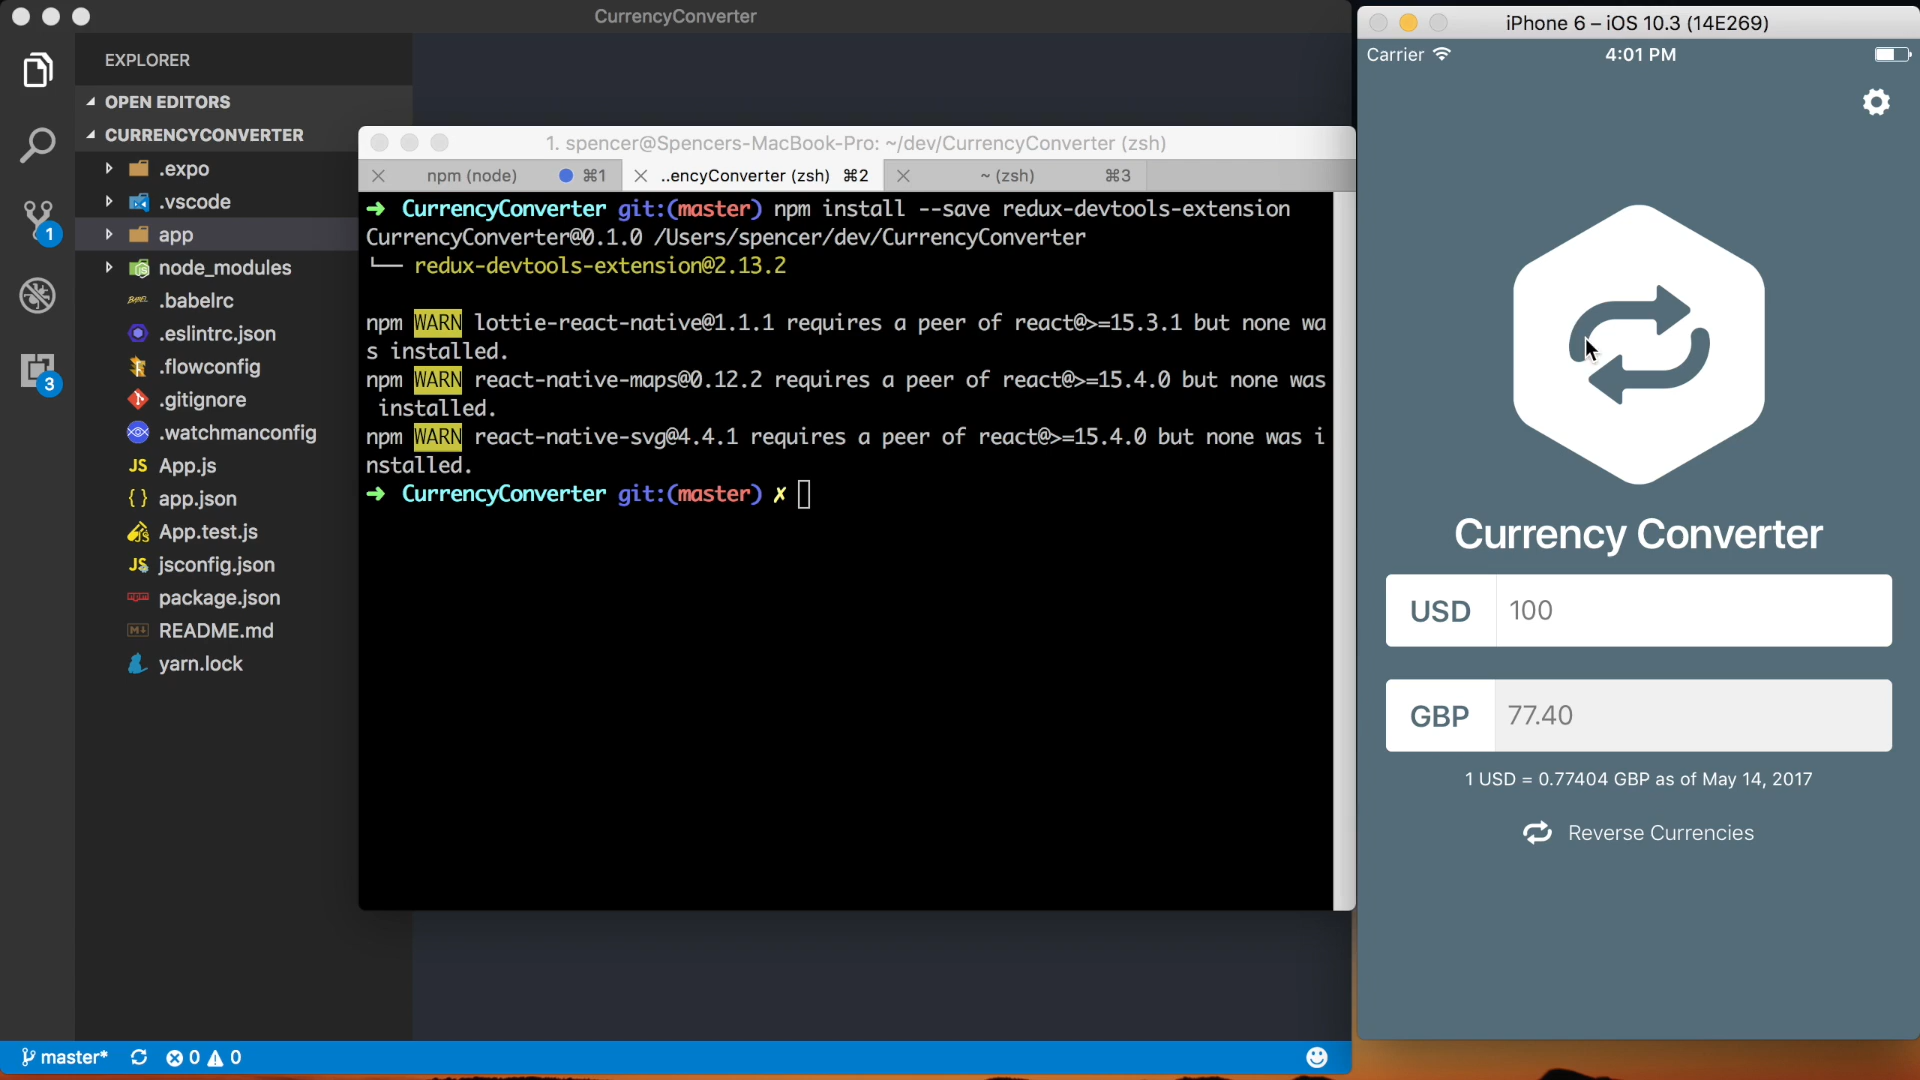 CurrencyConverter
EXPLORER
OPEN EDITORS
CURRENCYCONVERTER
.expo
.vscode
app
node_modules
.babelrc
.eslintrc.json
.flowconfig
.gitignore
.watchmanconfig
JS App.js
{ } app.json
App.test.js
JS jsconfig.json
package.json
M↓ README.md
yarn.lock
1
3
master* 0 0
1. spencer@Spencers-MacBook-Pro: ~/dev/CurrencyConverter (zsh)
npm (node) ⌘1 ..encyConverter (zsh) ⌘2 ~ (zsh) ⌘3
➜ CurrencyConverter git:(master) npm install --save redux-devtools-extension
CurrencyConverter@0.1.0 /Users/spencer/dev/CurrencyConverter
└── redux-devtools-extension@2.13.2
npm WARN lottie-react-native@1.1.1 requires a peer of react@>=15.3.1 but none wa
s installed.
npm WARN react-native-maps@0.12.2 requires a peer of react@>=15.4.0 but none was
installed.
npm WARN react-native-svg@4.4.1 requires a peer of react@>=15.4.0 but none was i
nstalled.
➜ CurrencyConverter git:(master) ✗
iPhone 6 – iOS 10.3 (14E269)
Carrier 4:01 PM
Currency Converter
USD 100
GBP 77.40
1 USD = 0.77404 GBP as of May 14, 2017
Reverse Currencies